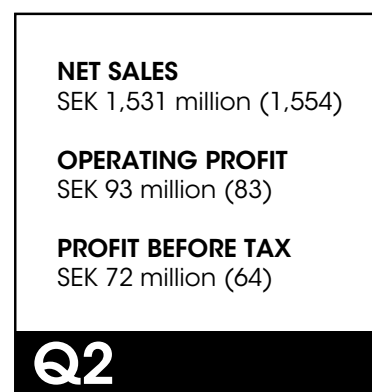 NET SALES
SEK 1,531 million (1,554)
OPERATING PROFIT
SEK 93 million (83)
PROFIT BEFORE TAX
SEK 72 million (64)
Q2